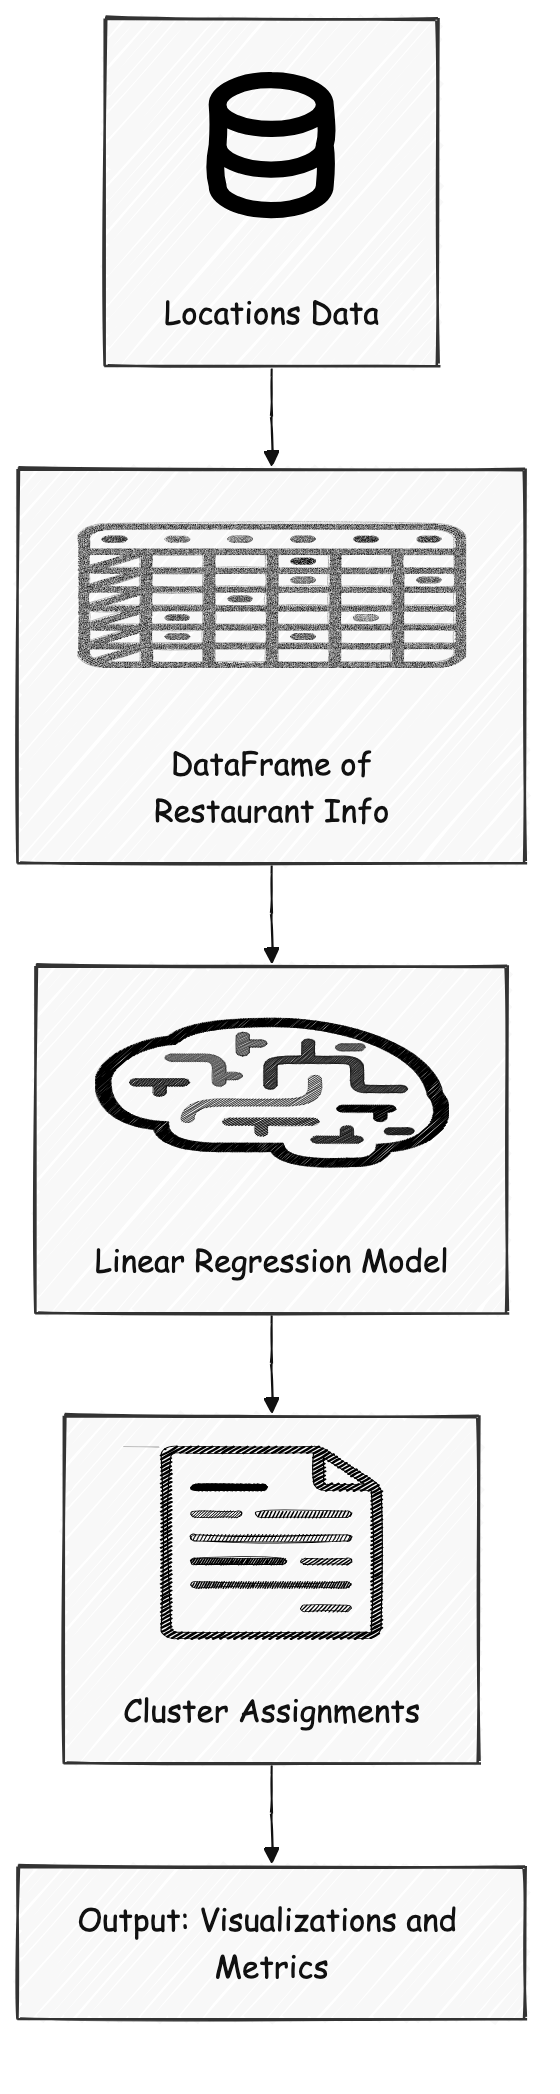 Locations Data
DataFrame of
Restaurant Info
Linear Regression Model
Cluster Assignments
Output: Visualizations and
Metrics